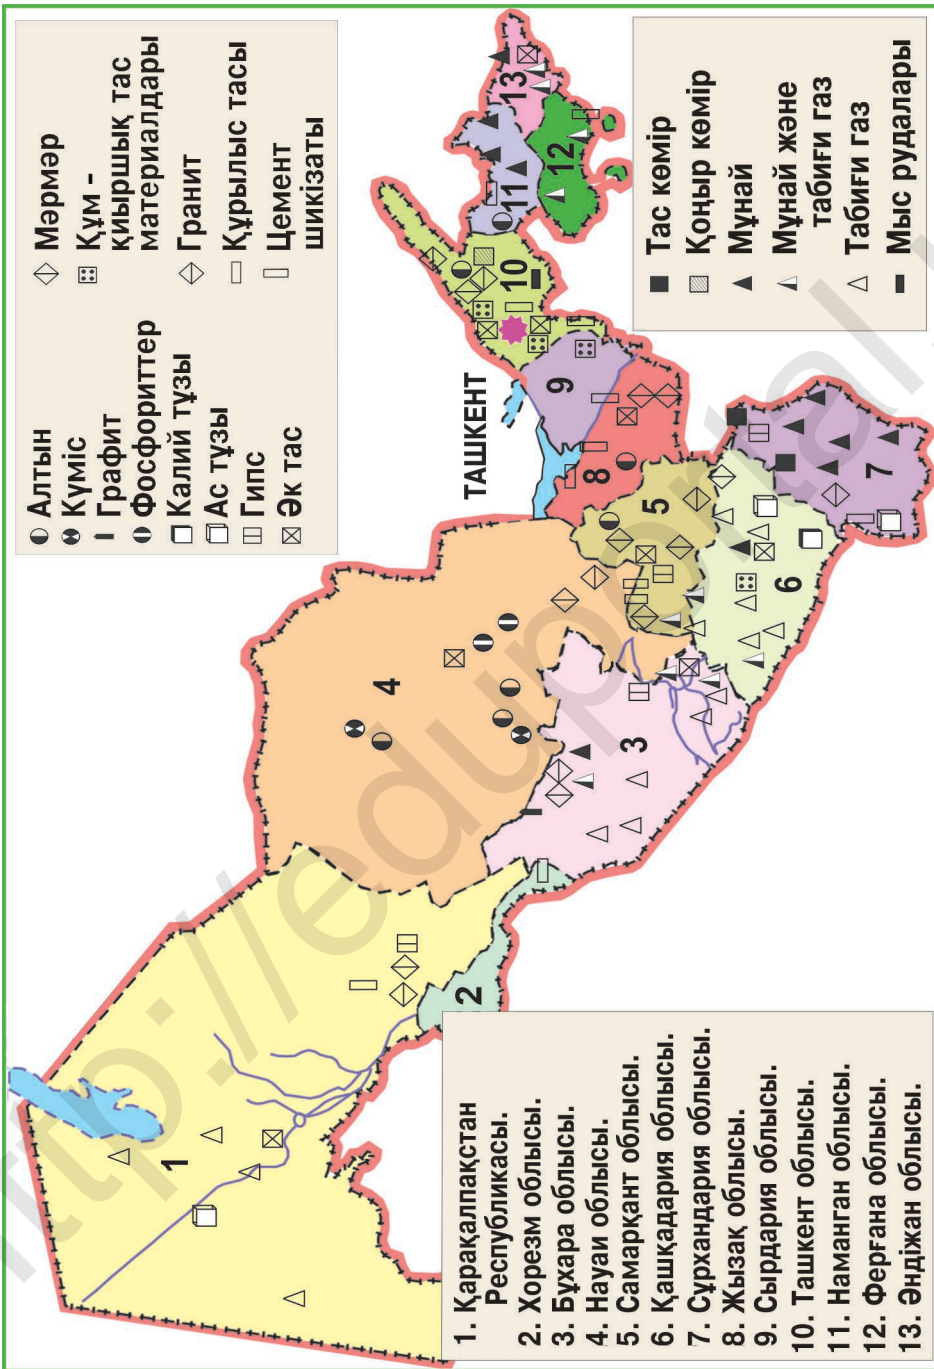 Алтын
Күміс
Графит
Фосфориттер
Калий тұзы
Ас тұзы
Гипс
Әк тас
Мәрмәр
Құм -
қиыршық тас
материалдары
Гранит
Құрылыс тасы
Цемент
шикізаты
ТАШКЕНТ
1
2
3
4
5
6
7
8
9
10
11
12
13
1. Қарақалпақстан
Республикасы.
2. Хорезм облысы.
3. Бұхара облысы.
4. Науаи облысы.
5. Самарқант облысы.
6. Қашқадария облысы.
7. Сұрхандария облысы.
8. Жызақ облысы.
9. Сырдария облысы.
10. Ташкент облысы.
11. Наманган облысы.
12. Ферғана облысы.
13. Әндіжан облысы.
Тас көмір
Қоңыр көмір
Мұнай
Мұнай және
табиғи газ
Табиғи газ
Мыс рудалары
http://eduportal.